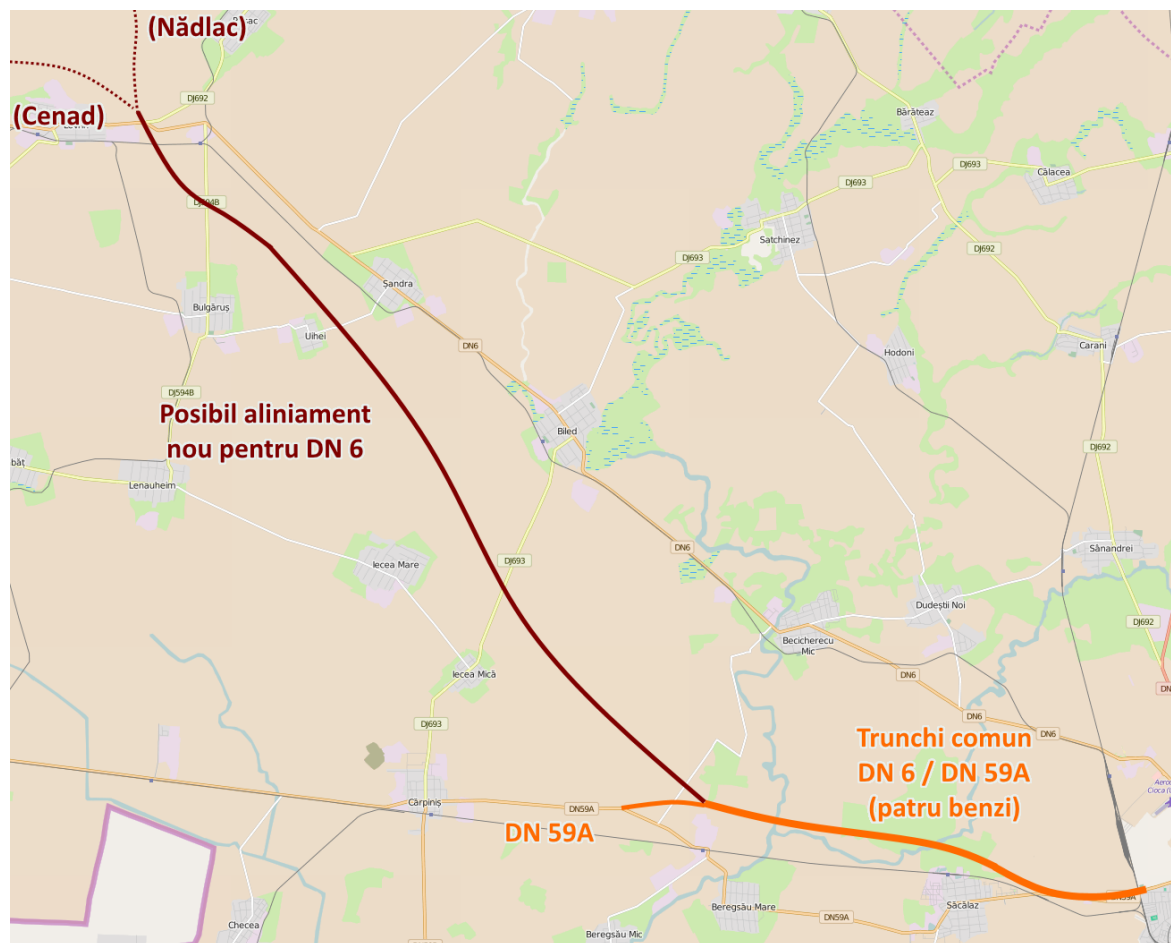 (Nădlac)
DJ692
(Cenad)
Bărăteaz
DJ693
Călacea
DJ693
Satchinez
DJ692
DJ693
Șandra
Bulgăruș
Uihei
DN6
Hodoni
Carani
DJ594B
Posibil aliniament
nou pentru DN 6
Biled
DJ692
Lenauheim
DN6
Sânandrei
DJ693
Iecea Mare
Dudeștii Noi
DJ692
Becicherecu
Mic
Iecea Mică
DN6
DN6
DJ693
DN6
Trunchi comun
DN 6 / DN 59A
(patru benzi)
Cărpiniș
DN59A
DN 59A
Săcălaz
Beregsău Mare
DN59A
Checea
Beregsău Mic